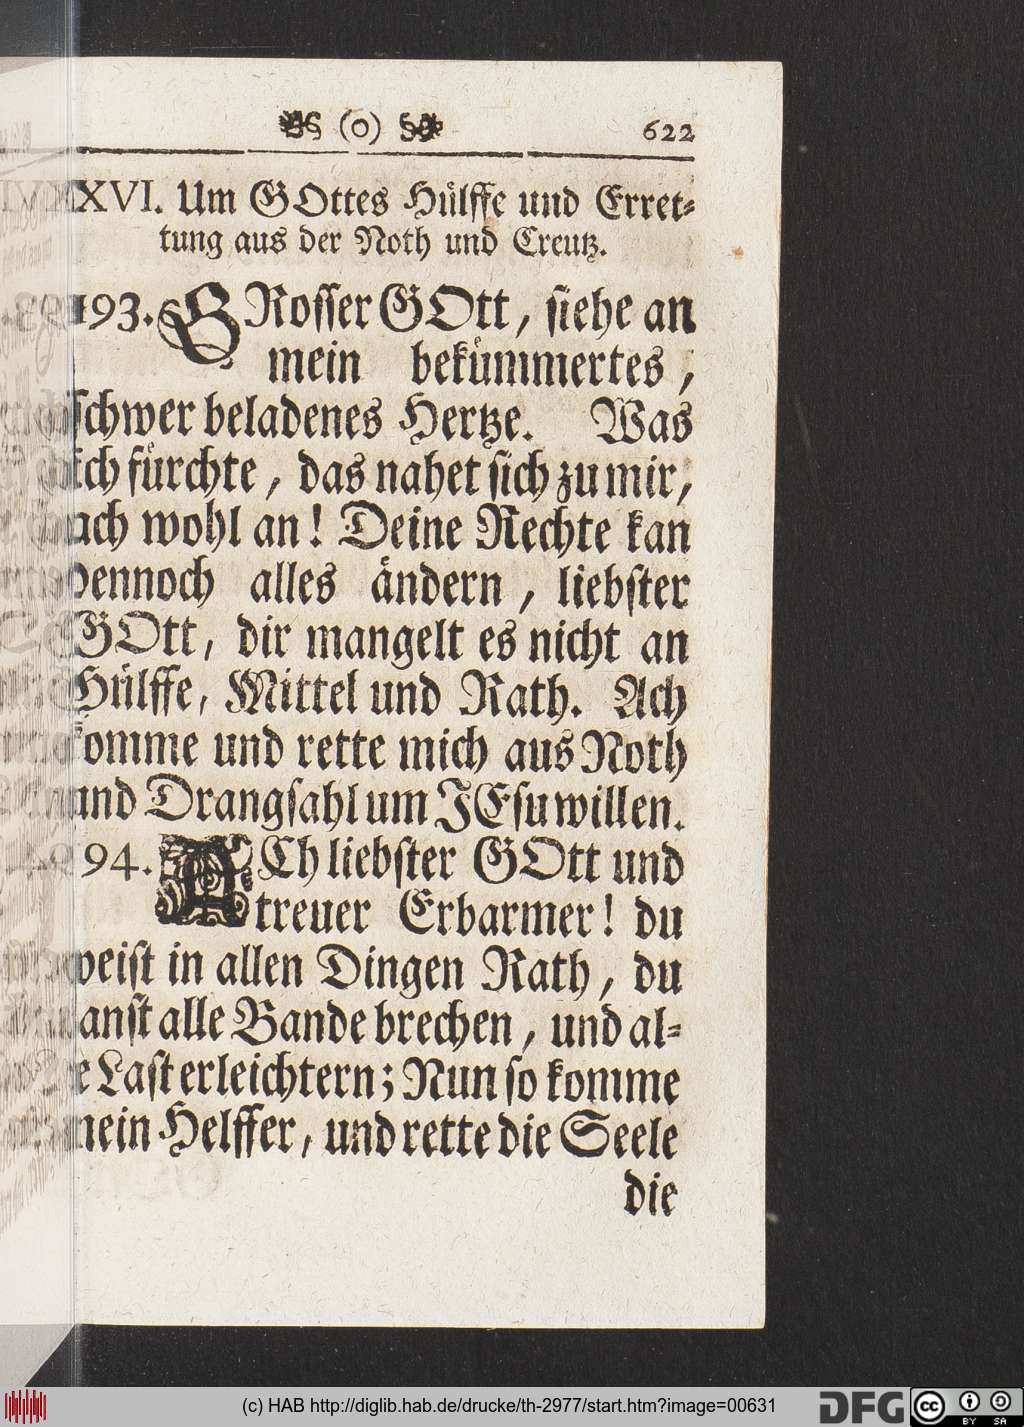 (o) 622
XXVI. Um GOttes Hülffe und Erret-
tung aus der Noth und Creutz.
193. GRosser GOtt, siehe an
mein bekümmertes,
schwer beladenes Hertze. Was
ich fürchte, das nahet sich zu mir,
ach wohl an! Deine Rechte kan
dennoch alles ändern, liebster
GOtt, dir mangelt es nicht an
Hülffe, Mittel und Rath. Ach
komme und rette mich aus Noth
und Drangsahl um JEsu willen.
94. ACh liebster GOtt und
treuer Erbarmer! du
weist in allen Dingen Rath, du
kanst alle Bande brechen, und al-
le Last erleichtern; Nun so komme
mein Helffer, und rette die Seele
die
(c) HAB http://diglib.hab.de/drucke/th-2977/start.htm?image=00631
DFG
cc
BY SA